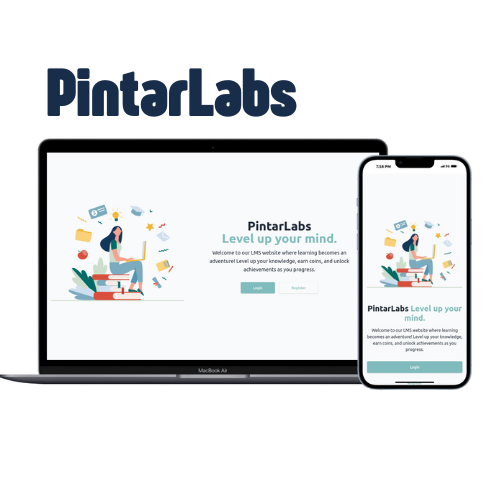 PintarLabs
PintarLabs
Level up your mind.
Welcome to our LMS website where learning becomes an
adventure! Level up your knowledge, earn coins, and unlock
achievements as you progress.
Login
Register
MacBook Air
7:15 PM
PintarLabs Level up your
mind.
Welcome to our LMS website where learning
becomes an adventure! Level up your knowledge,
earn coins, and unlock achievements as you
progress.
Login